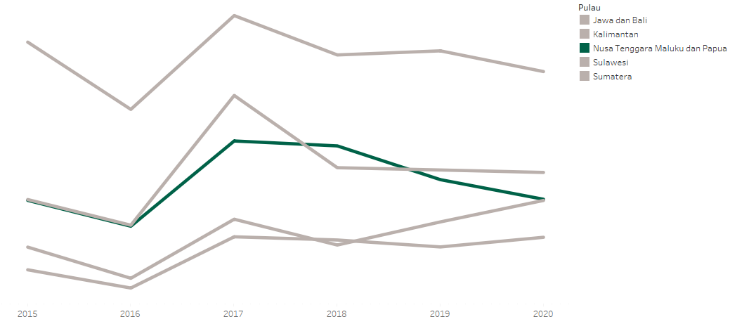 Pulau
Jawa dan Bali
Kalimantan
Nusa Tenggara Maluku dan Papua
Sulawesi
Sumatera
2015 2016 2017 2018 2019 2020